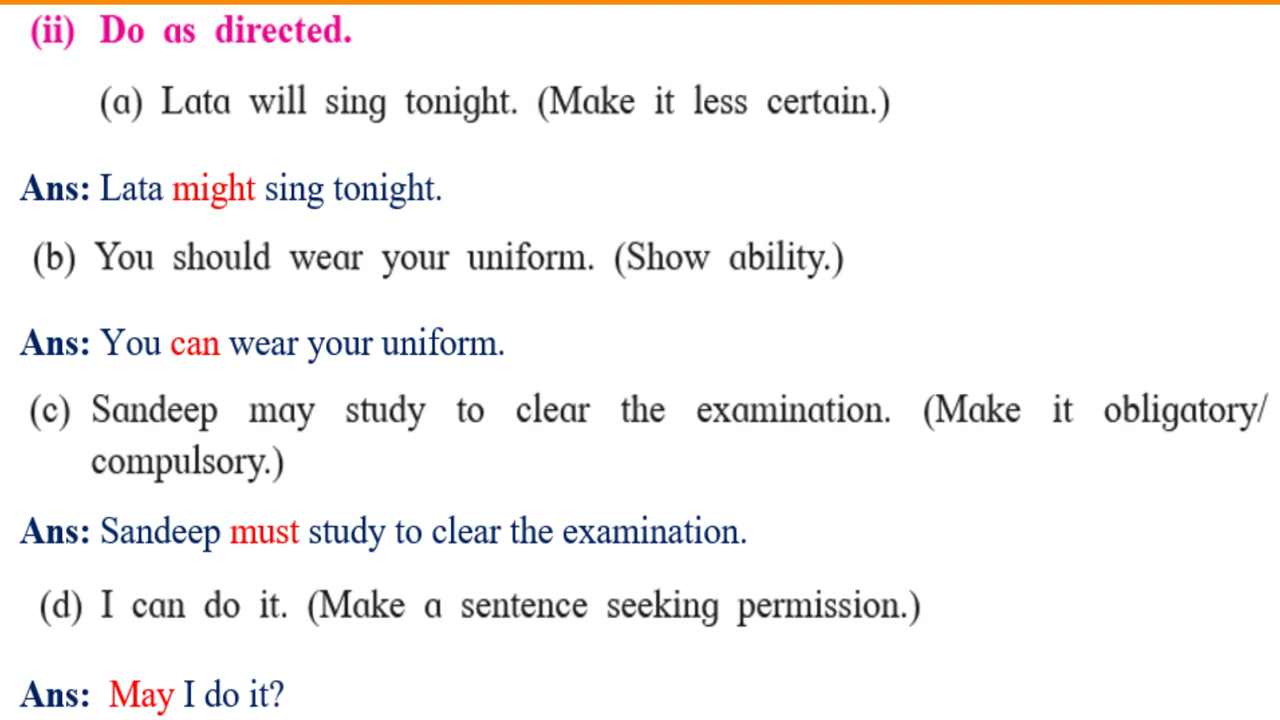 (ii) Do as directed.
(a) Lata will sing tonight. (Make it less certain.)
Ans: Lata might sing tonight.
(b) You should wear your uniform. (Show ability.)
Ans: You can wear your uniform.
(c) Sandeep may study to clear the examination. (Make it obligatory/
compulsory.)
Ans: Sandeep must study to clear the examination.
(d) I can do it. (Make a sentence seeking permission.)
Ans: May I do it?